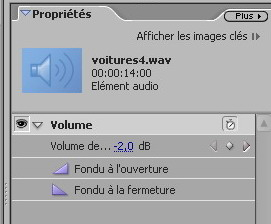 Propriétés
Plus
Afficher les images clés
voitures4.wav
00:00:14:00
Elément audio
Volume
Volume de... -2,0 dB
Fondu à l'ouverture
Fondu à la fermeture